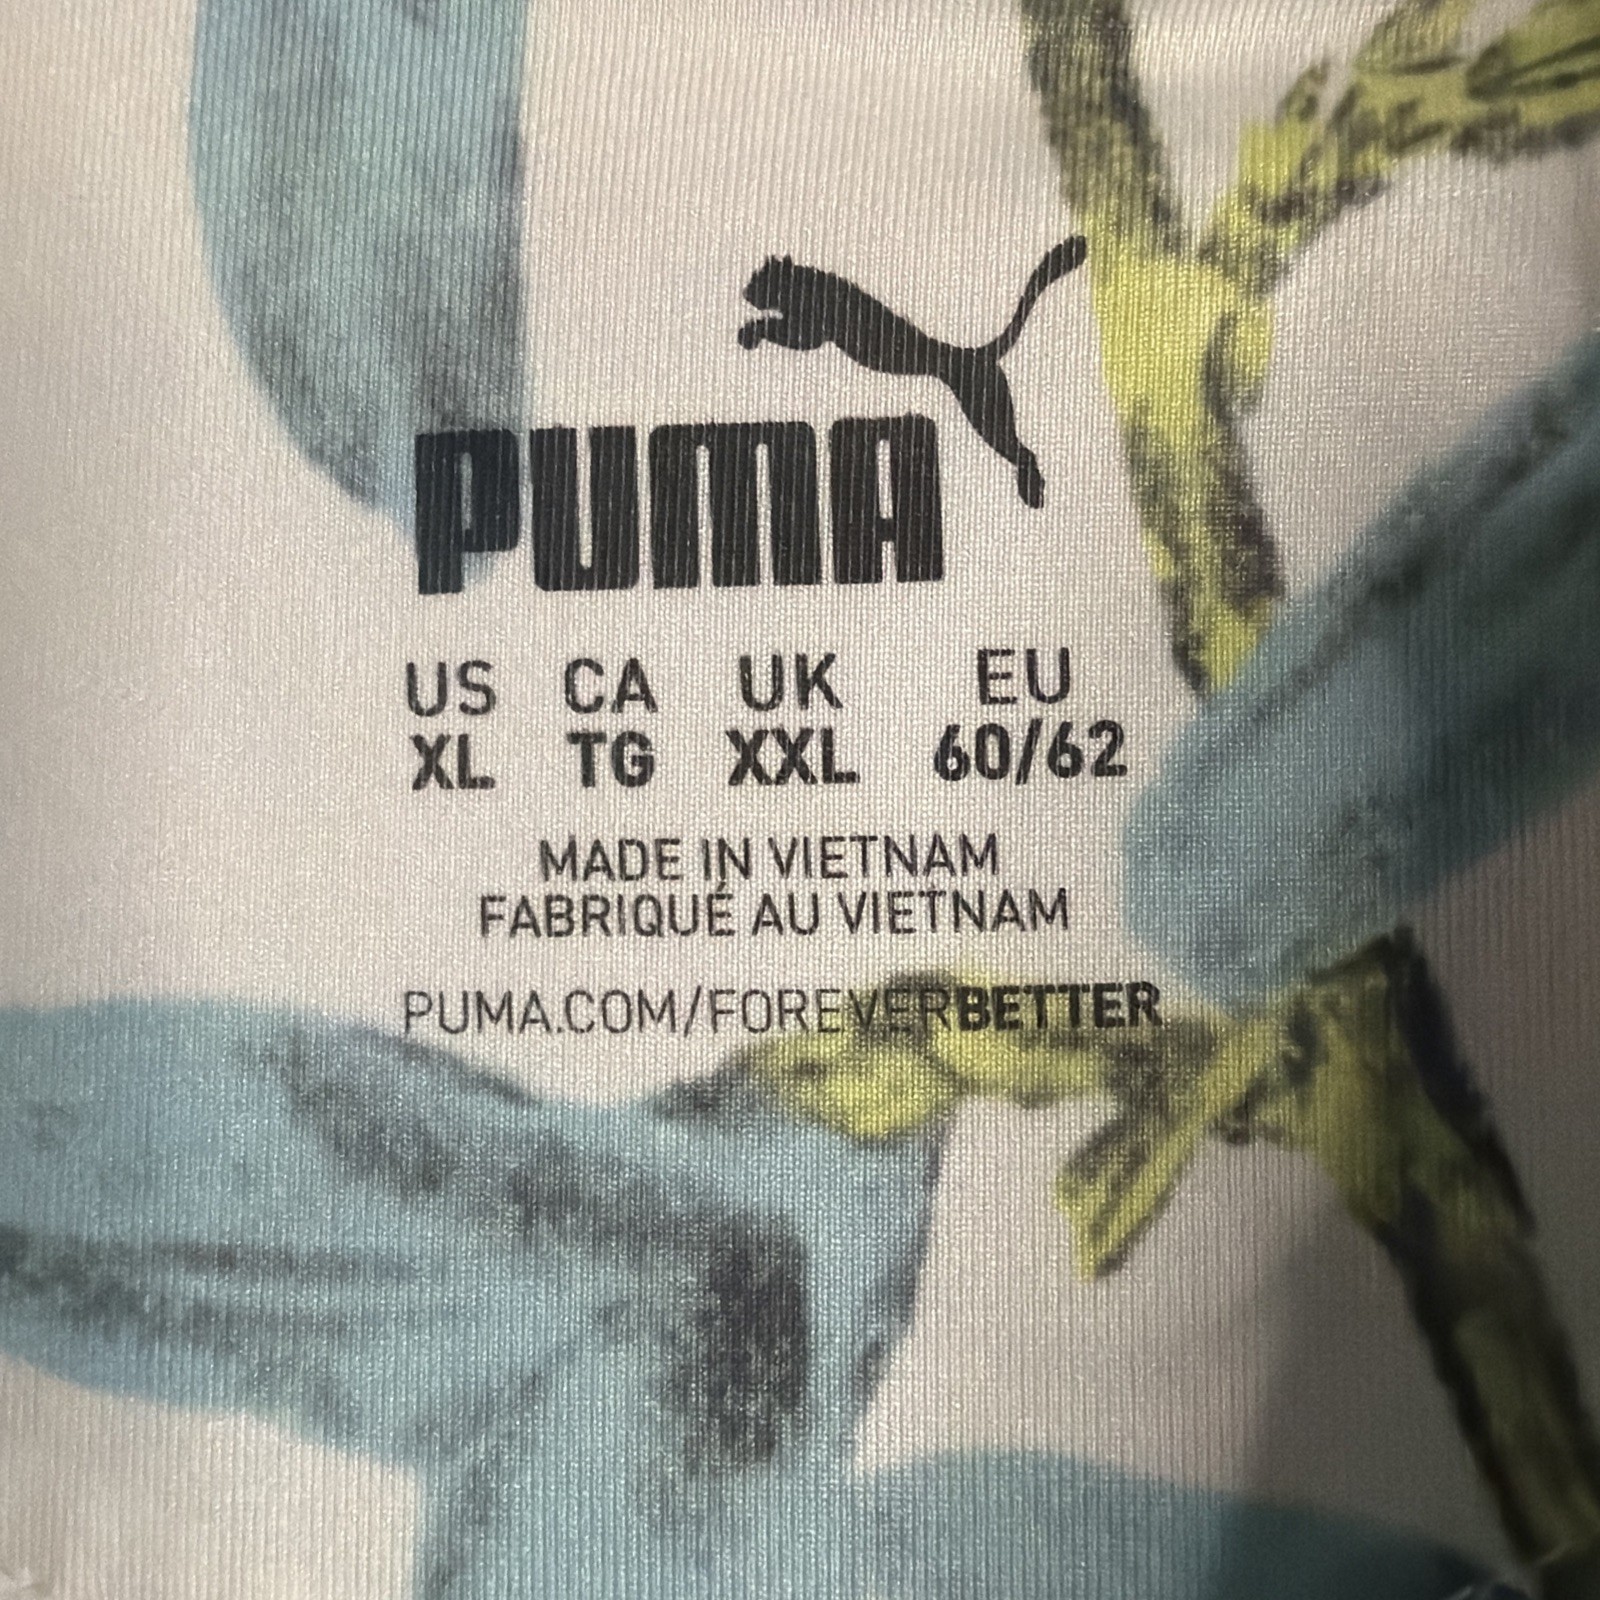 PUMA
US CA UK EU
XL TG XXL 60/62
MADE IN VIETNAM
FABRIQUÉ AU VIETNAM
PUMA.COM/FOREVERBETTER